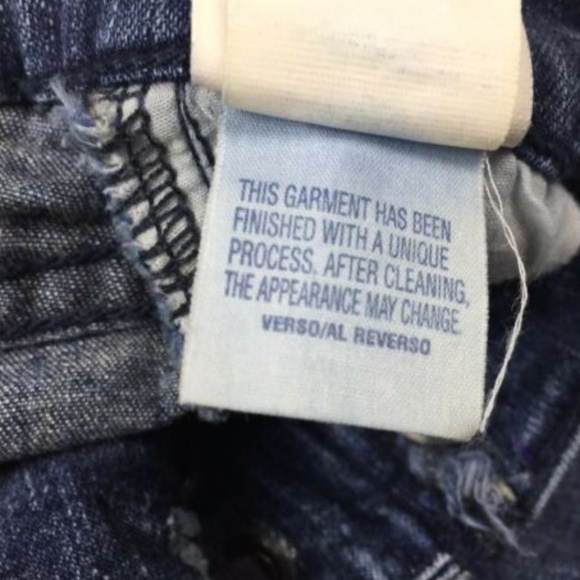 THIS GARMENT HAS BEEN
FINISHED WITH A UNIQUE
PROCESS. AFTER CLEANING,
THE APPEARANCE MAY CHANGE.
VERSO/AL REVERSO